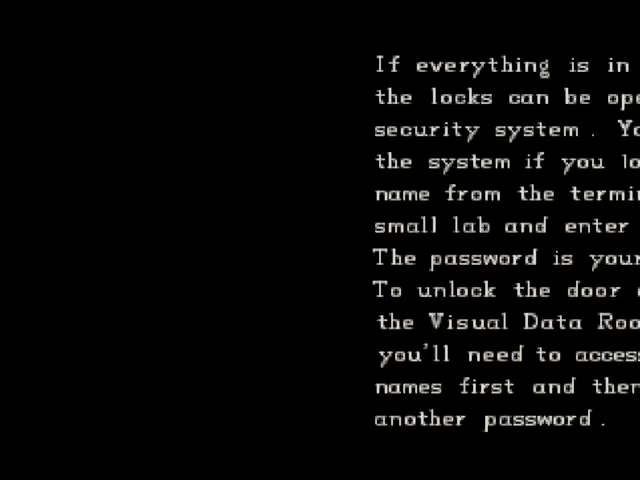 If everything is in
the locks can be ope
security system. Yo
the system if you lo
name from the termin
small lab and enter
The password is your
To unlock the door o
the Visual Data Roo
you'll need to access
names first and then
another password.